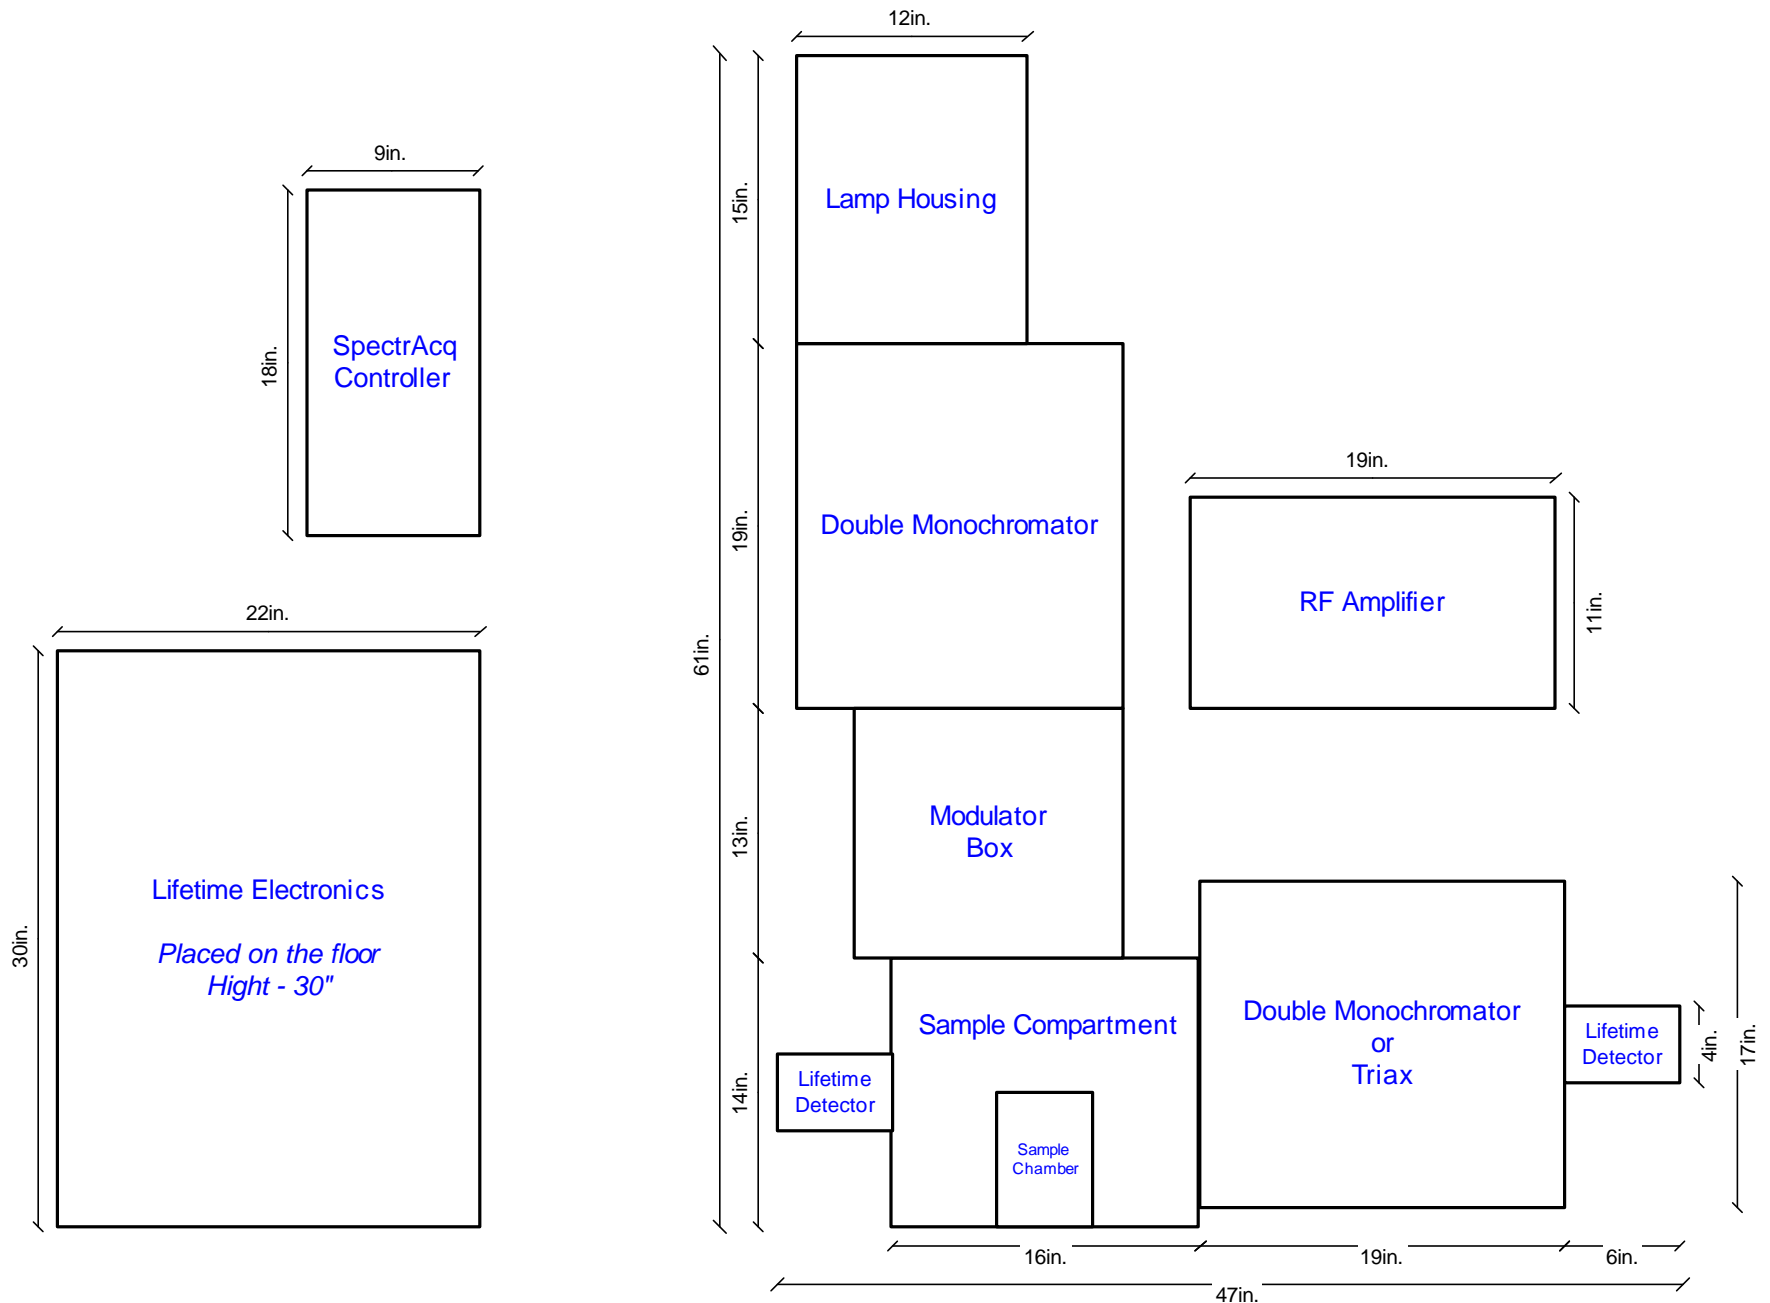 12in.
9in.
15in.
Lamp Housing
18in.
SpectrAcq
Controller
19in.
19in.
Double Monochromator
RF Amplifier
11in.
22in.
61in.
13in.
Modulator
Box
Lifetime Electronics
Placed on the floor
Hight - 30"
30in.
Sample Compartment
Double Monochromator
or
Triax
Lifetime
Detector
4in.
17in.
Lifetime
Detector
14in.
Sample
Chamber
16in.
19in.
6in.
47in.